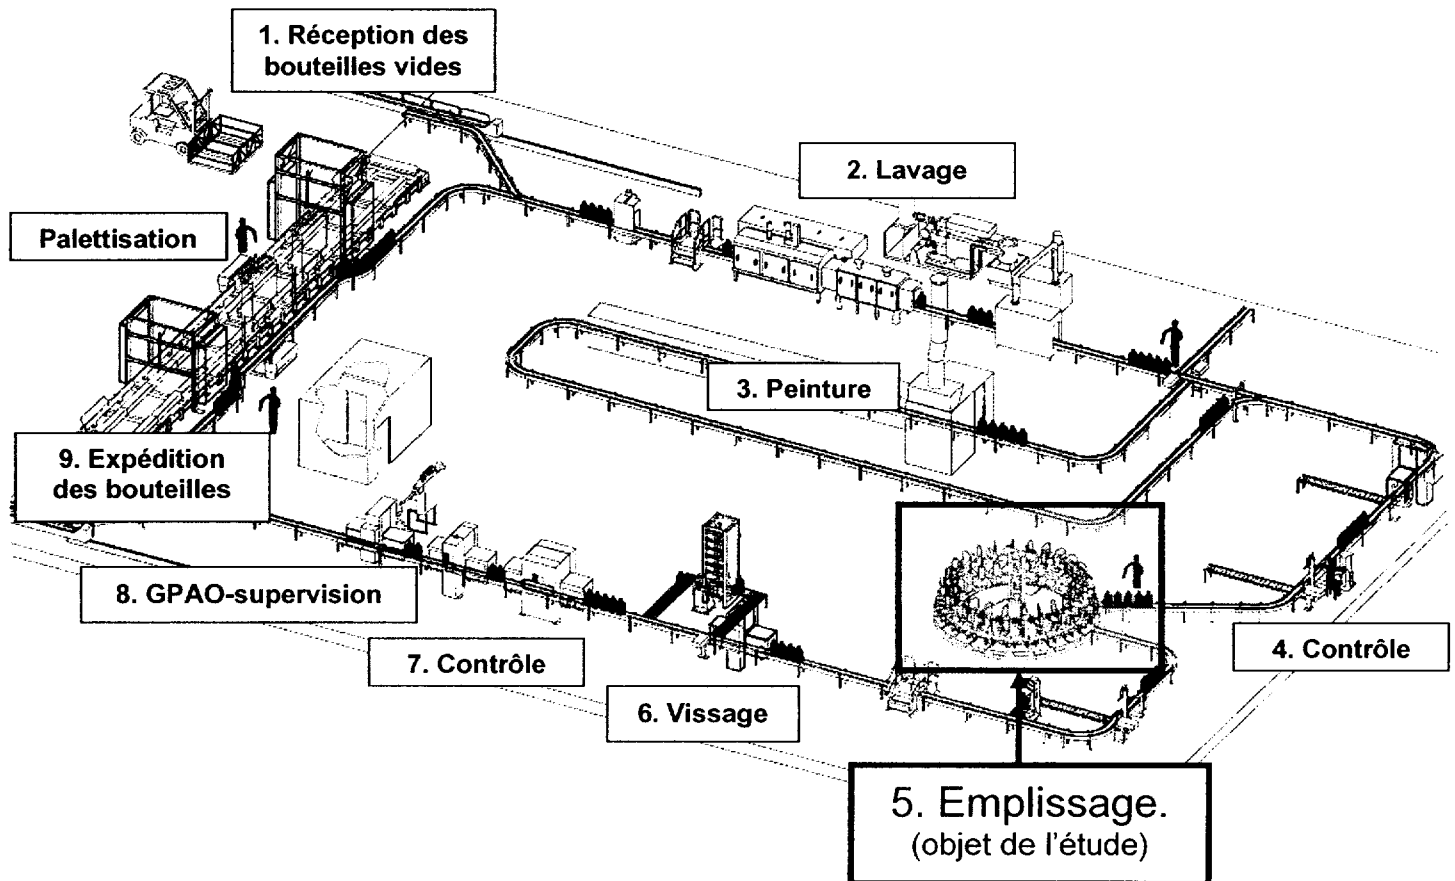 1. Réception des
bouteilles vides
2. Lavage
Palettisation
3. Peinture
9. Expédition
des bouteilles
8. GPAO-supervision
7. Contrôle
4. Contrôle
6. Vissage
5. Emplissage.
(objet de l'étude)